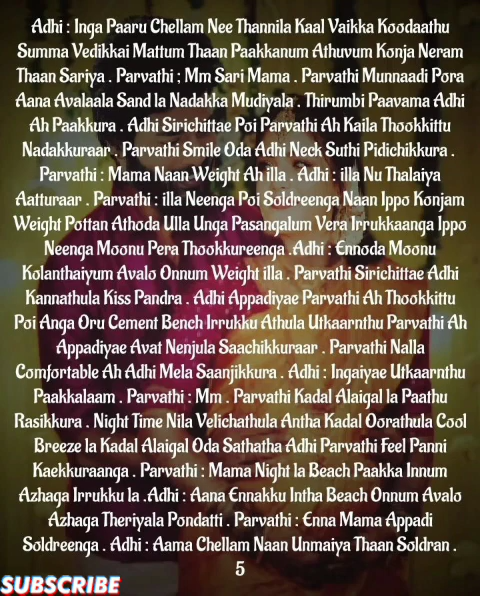 Adhi : Inga Paaru Chellam Nee Thannila Kaal Vaikka Koodaathu
Summa Vedikkai Mattum Thaan Paakkanum Athuvum Konja Neram
Thaan Sariya . Parvathi ; Mm Sari Mama . Parvathi Munnaadi Pora
Aana Avalaala Sand la Nadakka Mudiyala . Thirumbi Paavama Adhi
Ah Paakkura . Adhi Sirichittae Poi Parvathi Ah Kaila Thookkittu
Nadakkuraar . Parvathi Smile Oda Adhi Neck Suthi Pidichikkura .
Parvathi : Mama Naan Weight Ah illa . Adhi : illa Nu Thalaiya
Aatturaar . Parvathi : illa Neenga Poi Soldreenga Naan Ippo Konjam
Weight Pottan Athoda Ulla Unga Pasangalum Vera Irrukkaanga Ippo
Neenga Moonu Pera Thookkureenga .Adhi : Ennoda Moonu
Kolanthaiyum Avalo Onnum Weight illa . Parvathi Sirichittae Adhi
Kannathula Kiss Pandra . Adhi Appadiyae Parvathi Ah Thookkittu
Poi Anga Oru Cement Bench Irrukku Athula Utkaarnthu Parvathi Ah
Appadiyae Avat Nenjula Saachikkuraar . Parvathi Nalla
Comfortable Ah Adhi Mela Saanjikkura . Adhi : Ingaiyae Utkaarnthu
Paakkalaam . Parvathi : Mm . Parvathi Kadal Alaigal la Paathu
Rasikkura . Night Time Nila Velichathula Antha Kadal Oorathula Cool
Breeze la Kadal Alaigal Oda Sathatha Adhi Parvathi Feel Panni
Kaekkuraanga . Parvathi : Mama Night la Beach Paakka Innum
Azhaga Irrukku la .Adhi : Aana Ennakku Intha Beach Onnum Avalo
Azhaga Theriyala Pondatti . Parvathi : Enna Mama Appadi
Soldreenga . Adhi : Aama Chellam Naan Unmaiya Thaan Soldran .
5
SUBSCRIBE